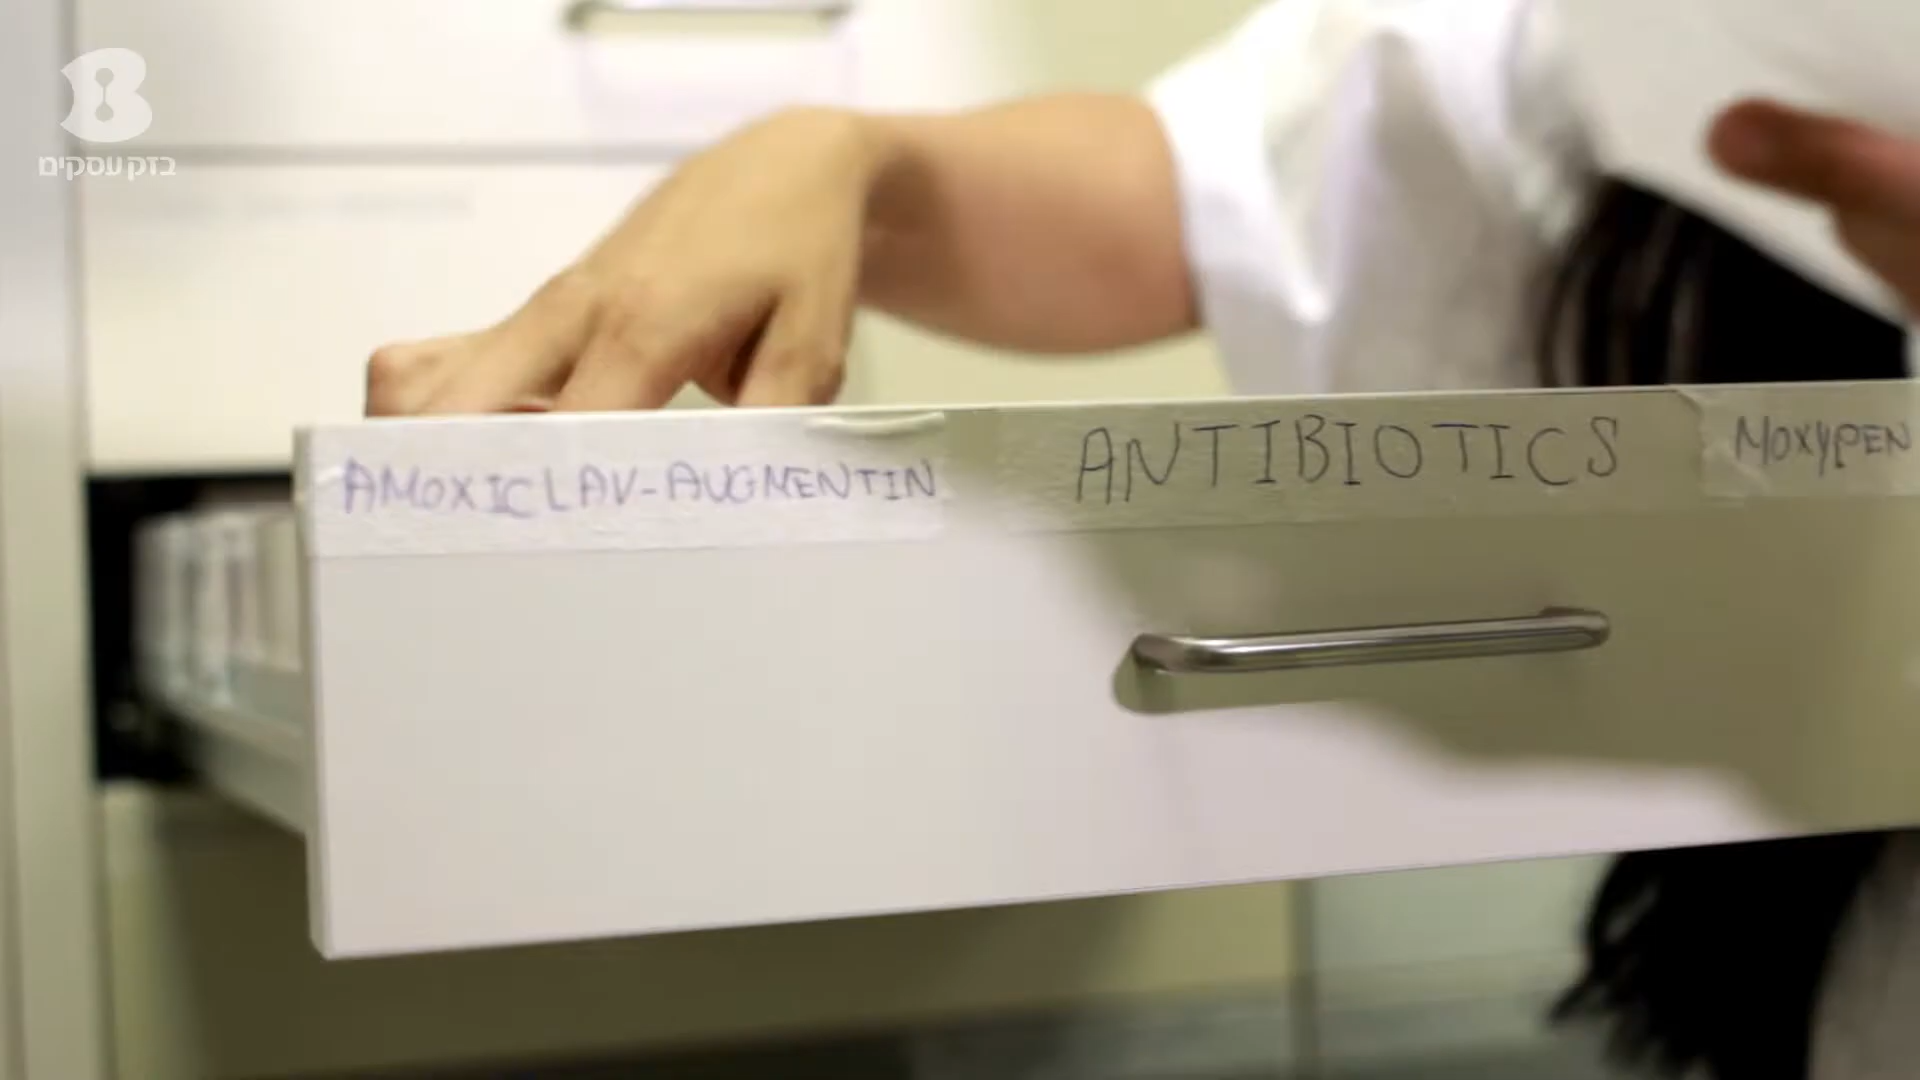 בזק עסקים
AMOXICLAV-AUGMENTIN
ANTIBIOTICS
MOXYPEN